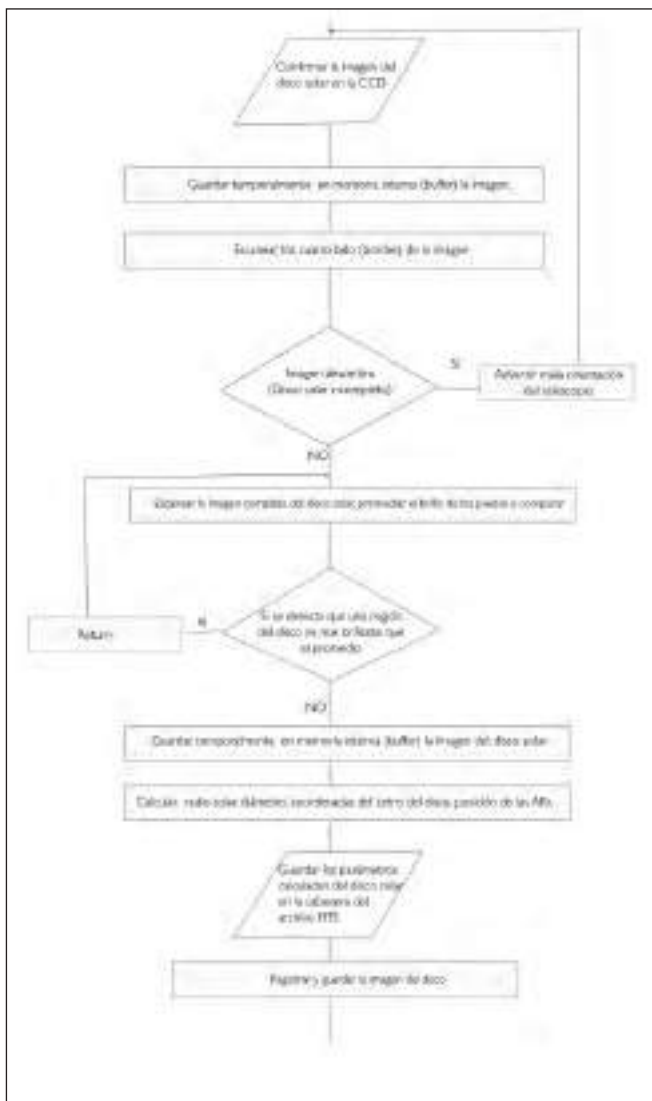 Confirmar la imagen del
disco solar en la CCD
Guardar temporalmente en memoria interna (buffer) la imagen.
Escanear los cuatro lado (bordes) de la imagen
Imagen
(Disco solar incompleto)
SI
Advertir mala orientación
del telescopio
NO
Escanear la imagen completa del disco solar, promediar el brillo de los pixeles a comparar
Si se detecta que una región
del disco es mas brillante que
el promedio
Return
NO
Guardar temporalmente en memoria interna (buffer) la imagen del disco solar
Calcular radio solar, diámetro, coordenadas del centro del disco, posición de las
Guardar los parámetros
calculados del disco solar
en la cabecera del
archivo FITS
Registrar y guardar la imagen del disco